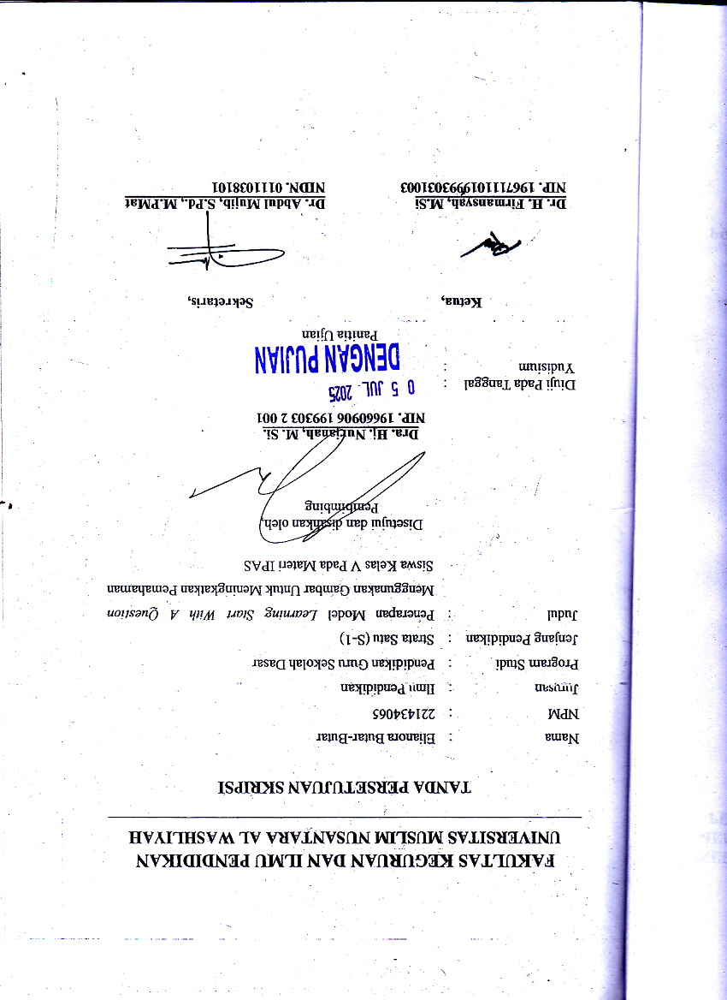 FAKULTAS KEGURUAN DAN ILMU PENDIDIKAN
UNIVERSITAS MUSLIM NUSANTARA AL WASHLIYAH
TANDA PERSETUJUAN SKRIPSI
Nama : Elianora Butar-Butar
NPM : 221434065
Jurusan : Ilmu Pendidikan
Program Studi : Pendidikan Guru Sekolah Dasar
Jenjang Pendidikan : Strata Satu (S-1)
Judul : Penerapan Model Learning Start With A Question
Menggunakan Gambar Untuk Meningkatkan Pemahaman
Siswa Kelas V Pada Materi IPAS
Disetujui dan disahkan oleh,
Pembimbing
Dra. Hj. Nurjanah, M. Si.
NIP. 19660906 199303 2 001
Diuji Pada Tanggal : 05 JUL 2025
Yudisium : DENGAN PUJIAN
Panitia Ujian
Ketua, Sekretaris,
Dr. H. Firmansyah, M.Si Dr. Abdul Mujib, S.Pd., M.PMat
NIP. 1967111019993031003 NIDN. 0111038101